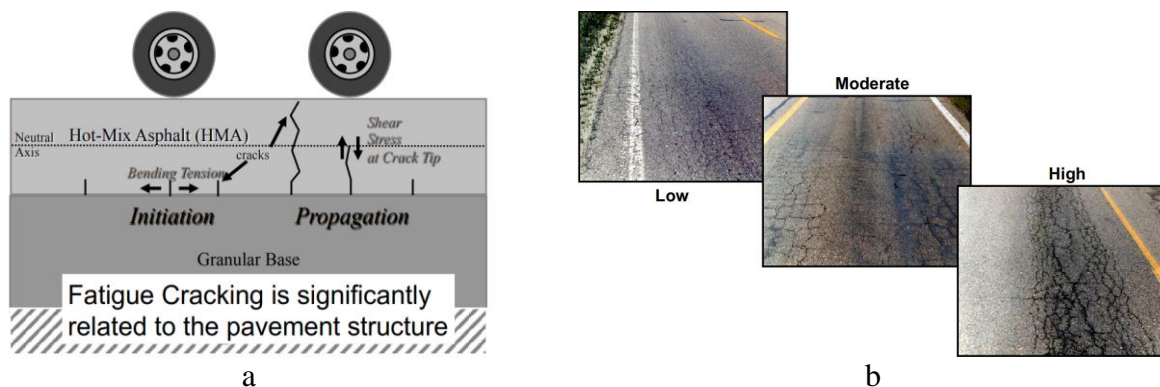 Neutral
Axis
Hot-Mix Asphalt (HMA)
Shear
Stress
at Crack Tip
cracks
Bending Tension
Initiation
Propagation
Granular Base
Fatigue Cracking is significantly
related to the pavement structure
a
Low
Moderate
High
b